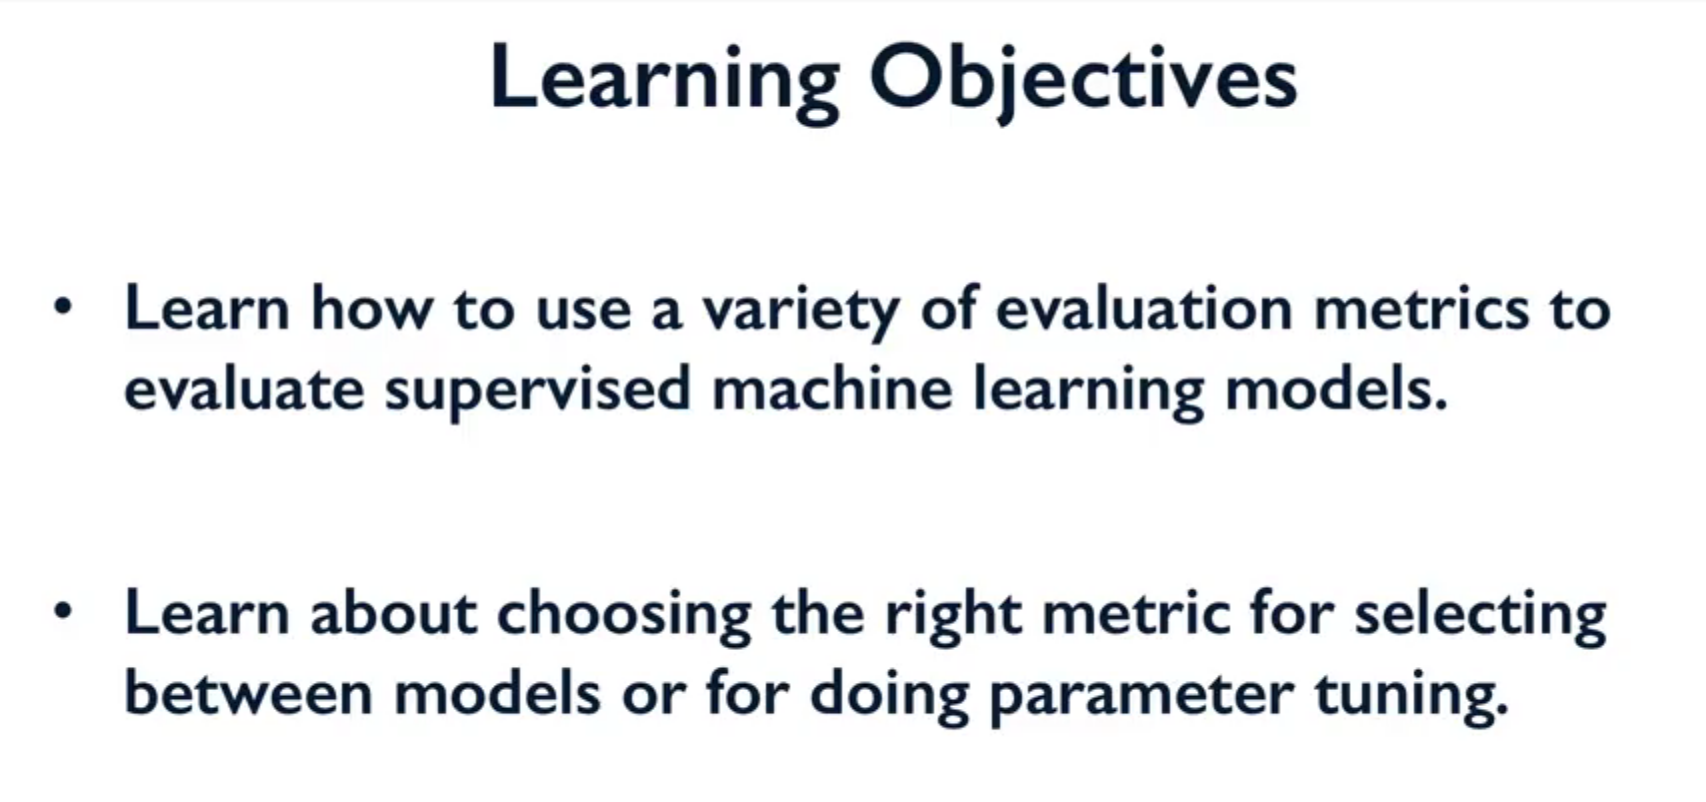 Learning Objectives
• Learn how to use a variety of evaluation metrics to
evaluate supervised machine learning models.
• Learn about choosing the right metric for selecting
between models or for doing parameter tuning.